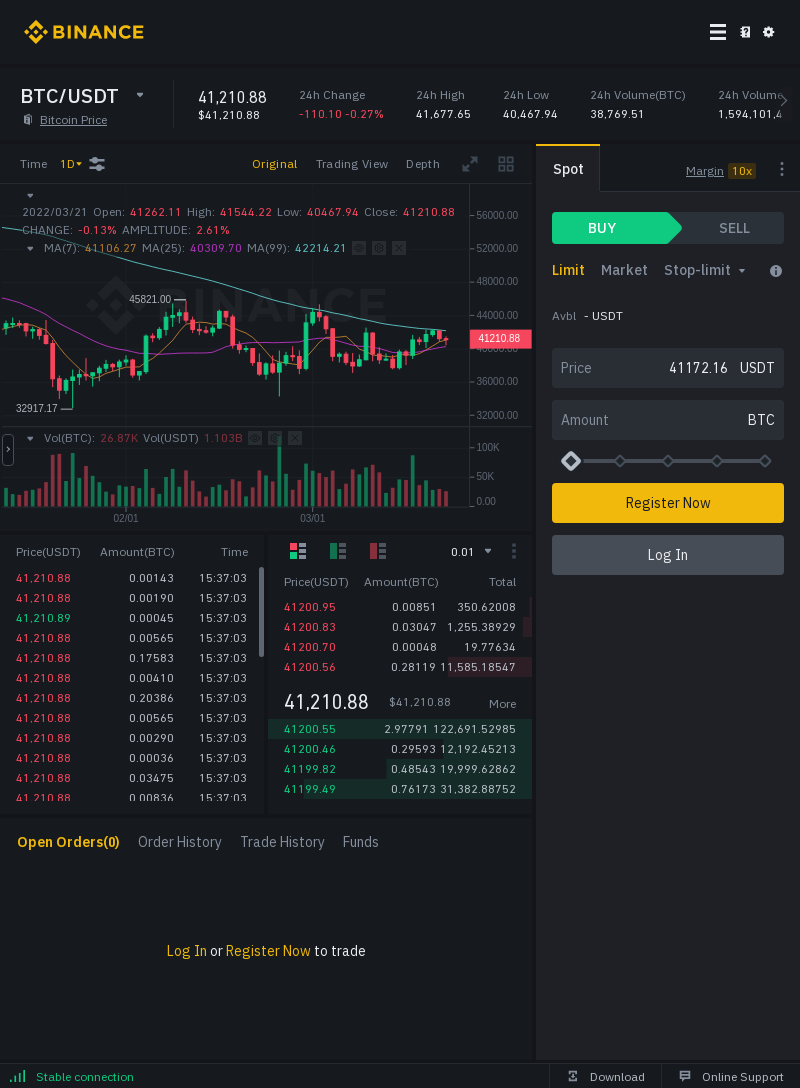 BINANCE
BTC/USDT
Bitcoin Price
41,210.88
$41,210.88
24h Change
-110.10 -0.27%
24h High
41,677.65
24h Low
40,467.94
24h Volume(BTC)
38,769.51
24h Volume
1,594,101,4
Time 1D Original Trading View Depth
2022/03/21 Open: 41262.11 High: 41544.22 Low: 40467.94 Close: 41210.88
CHANGE: -0.13% AMPLITUDE: 2.61%
MA(7): 41106.27 MA(25): 40309.70 MA(99): 42214.21
BINANCE
56000.00
52000.00
48000.00
44000.00
41210.88
40000.00
36000.00
32000.00
45821.00
32917.17
Vol(BTC): 26.87K Vol(USDT) 1.103B
100K
50K
0.00
02/01 03/01
Price(USDT) Amount(BTC) Time
41,210.88 0.00143 15:37:03
41,210.88 0.00190 15:37:03
41,210.89 0.00045 15:37:03
41,210.88 0.00565 15:37:03
41,210.88 0.17583 15:37:03
41,210.88 0.00410 15:37:03
41,210.88 0.20386 15:37:03
41,210.88 0.00565 15:37:03
41,210.88 0.00290 15:37:03
41,210.88 0.00036 15:37:03
41,210.88 0.03475 15:37:03
41,210.88 0.00836 15:37:03
0.01
Price(USDT) Amount(BTC) Total
41200.95 0.00851 350.62008
41200.83 0.03047 1,255.38929
41200.70 0.00048 19.77634
41200.56 0.28119 11,585.18547
41,210.88 $41,210.88 More
41200.55 2.97791 122,691.52985
41200.46 0.29593 12,192.45213
41199.82 0.48543 19,999.62862
41199.49 0.76173 31,382.88752
Open Orders(0) Order History Trade History Funds
Log In or Register Now to trade
Spot
Margin 10x
BUY SELL
Limit Market Stop-limit
Avbl - USDT
Price 41172.16 USDT
Amount BTC
Register Now
Log In
Stable connection
Download
Online Support